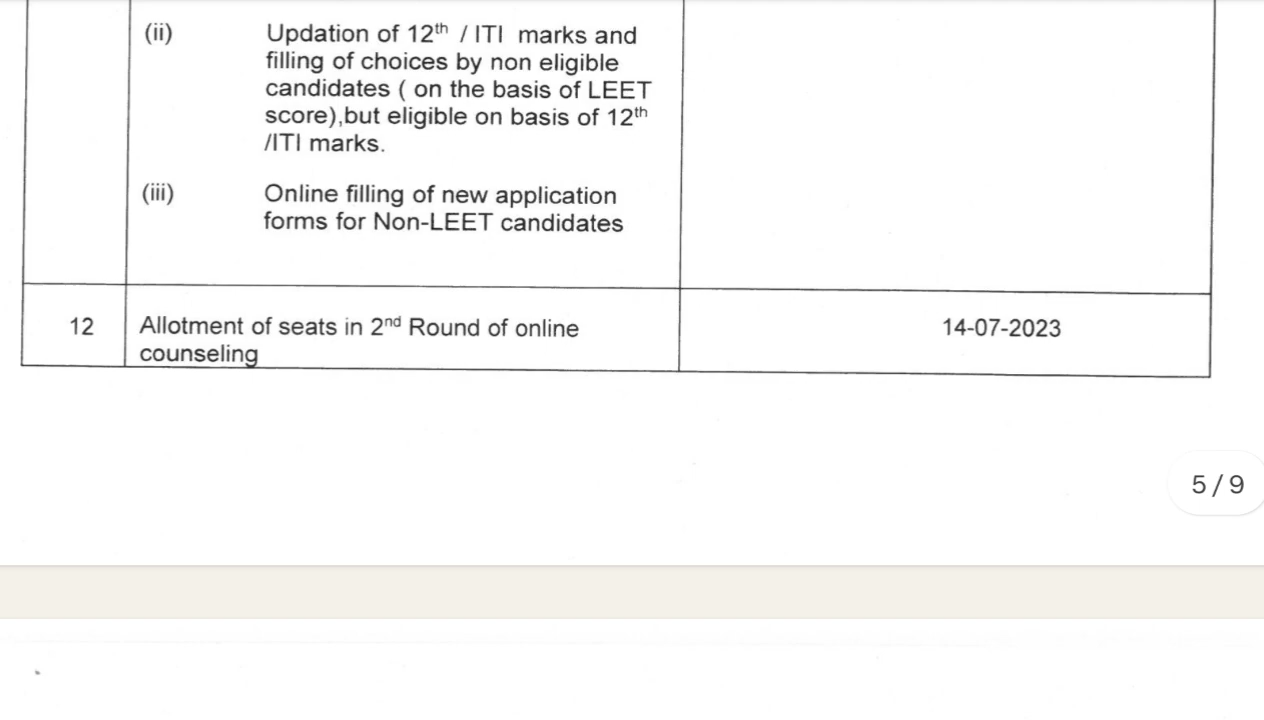 (ii) Updation of 12th / ITI marks and
filling of choices by non eligible
candidates ( on the basis of LEET
score),but eligible on basis of 12th
/ITI marks.
(iii) Online filling of new application
forms for Non-LEET candidates
12 Allotment of seats in 2nd Round of online 14-07-2023
counseling
5 / 9